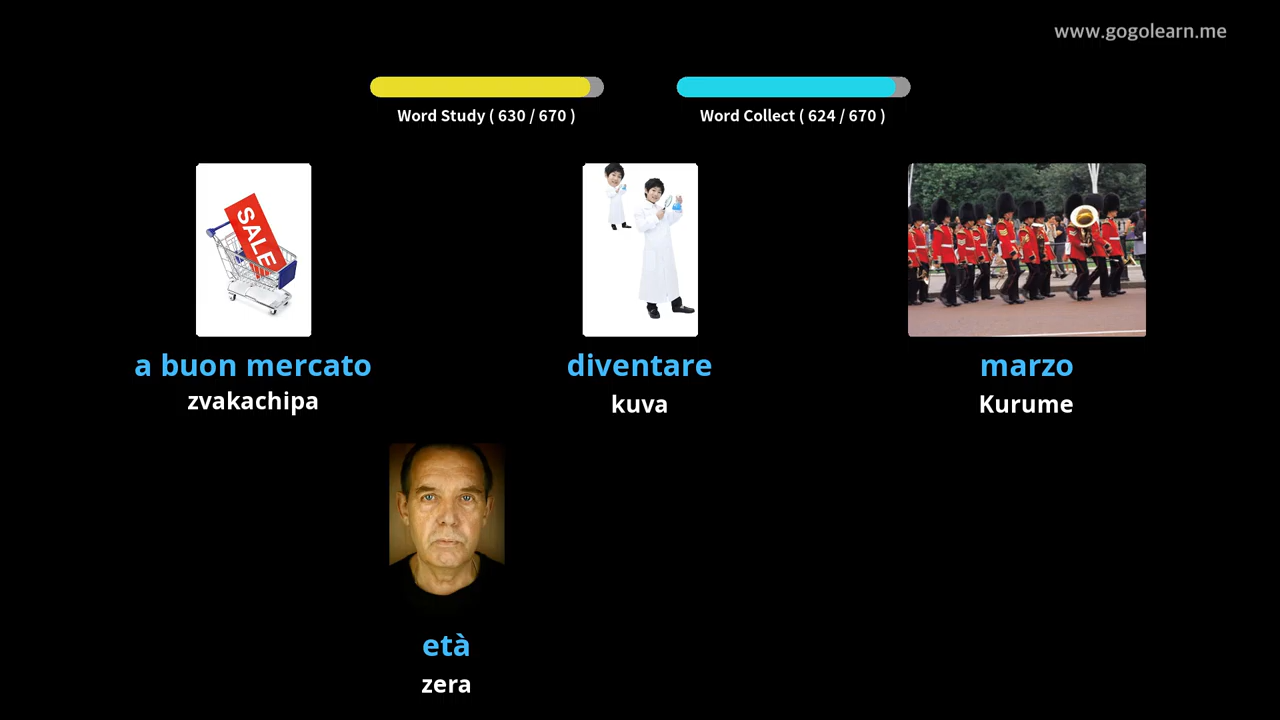 www.gogolearn.me
Word Study ( 630 / 670 )
Word Collect ( 624 / 670 )
SALE
a buon mercato
zvakachipa
diventare
kuva
marzo
Kurume
età
zera